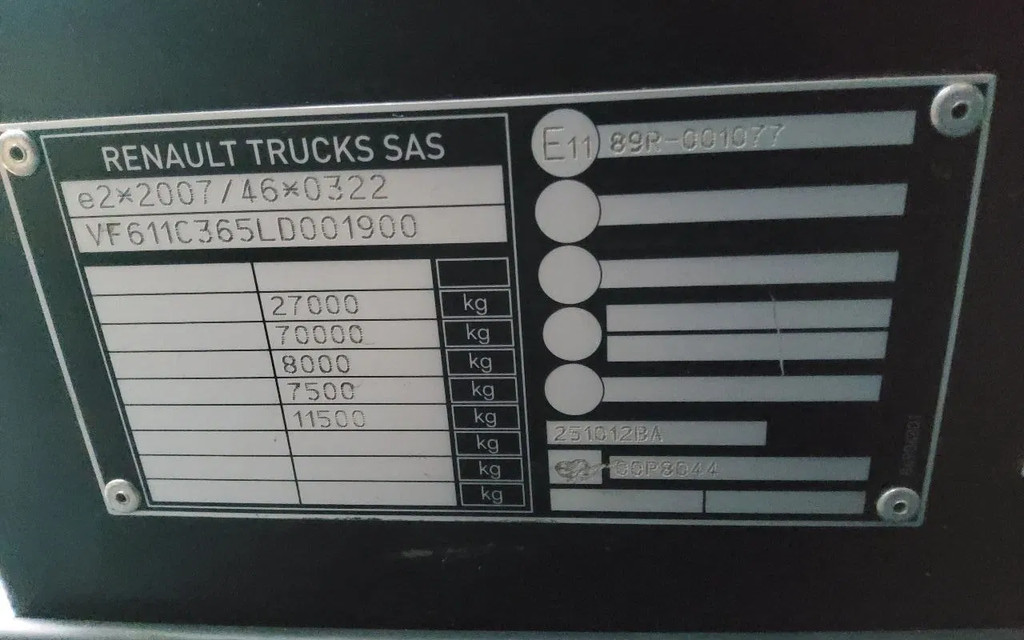 RENAULT TRUCKS SAS
e2*2007/46*0322
VF611C365LD001900
27000 kg
70000 kg
8000 kg
7500 kg
11500 kg
kg
kg
kg
E11 89R-001077
251012BA